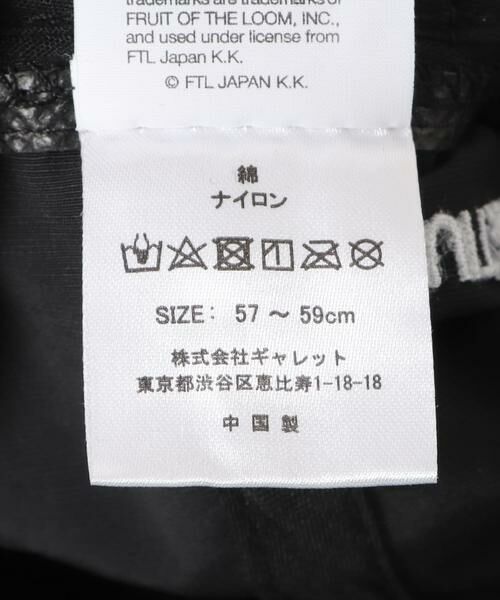 trademarks are trademarks of
FRUIT OF THE LOOM, INC.,
and used under license from
FTL JAPAN K.K.
© FTL JAPAN K.K.
綿
ナイロン
SIZE: 57 ～ 59cm
株式会社ギャレット
東京都渋谷区恵比寿1-18-18
中国製